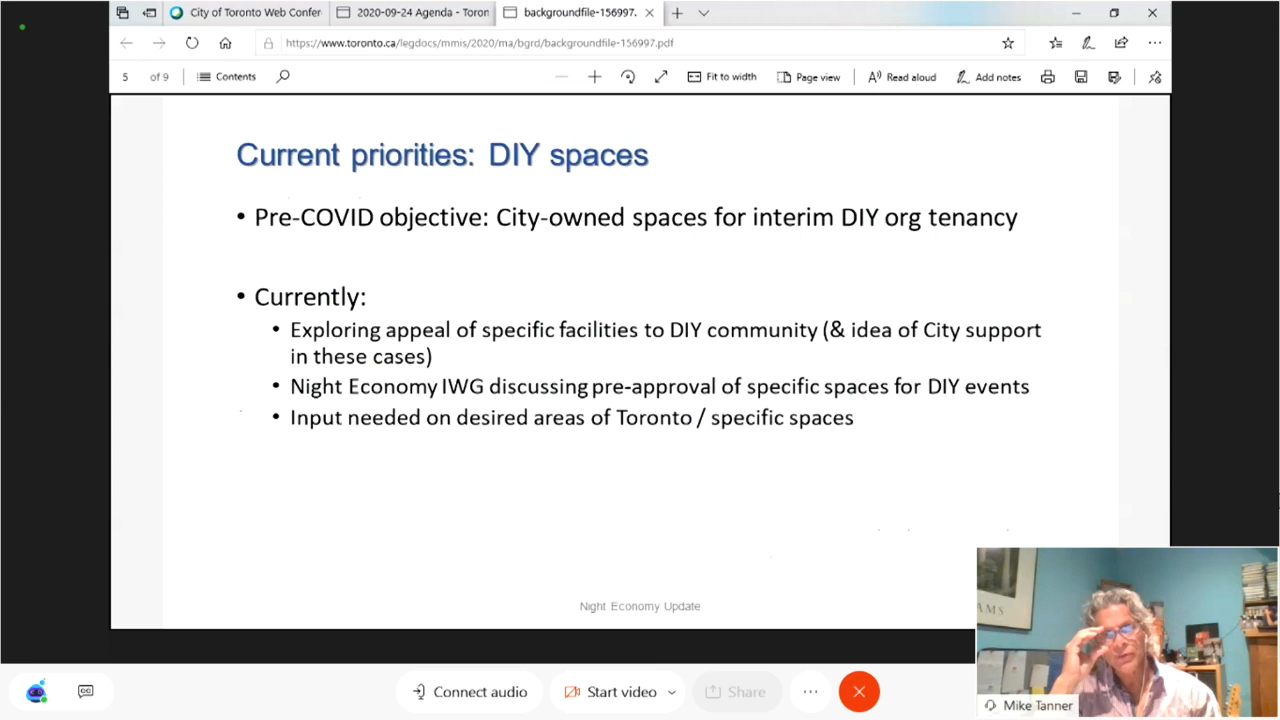 City of Toronto Web Confer
2020-09-24 Agenda - Toron
backgroundfile-156997.
https://www.toronto.ca/legdocs/mmis/2020/ma/bgrd/backgroundfile-156997.pdf
5 of 9 Contents Fit to width Page view Read aloud Add notes
Current priorities: DIY spaces
• Pre-COVID objective: City-owned spaces for interim DIY org tenancy
• Currently:
• Exploring appeal of specific facilities to DIY community (& idea of City support
in these cases)
• Night Economy IWG discussing pre-approval of specific spaces for DIY events
• Input needed on desired areas of Toronto / specific spaces
Night Economy Update
AMS
Mike Tanner
Connect audio Start video Share